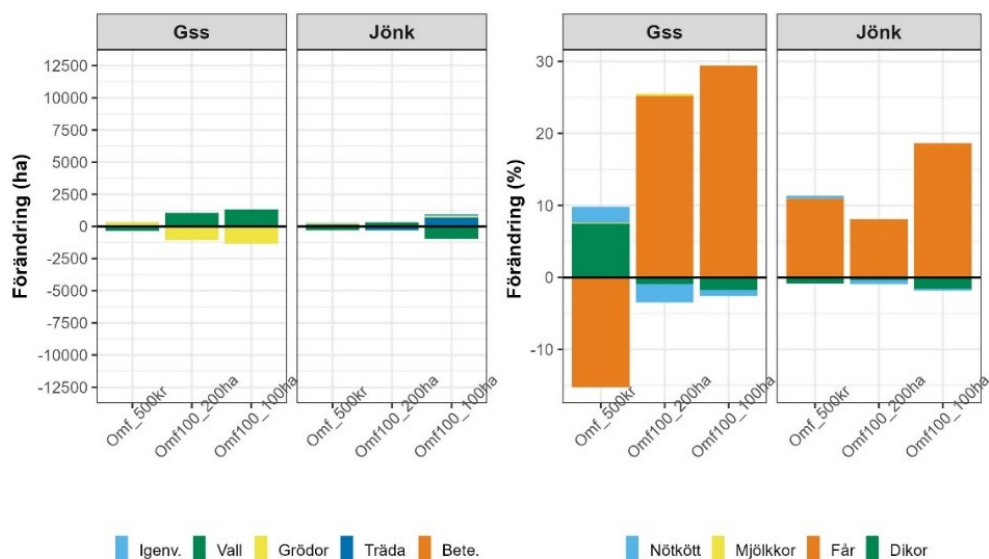 Gss
Jönk
Förändring (ha)
12500
10000
7500
5000
2500
0
-2500
-5000
-7500
-10000
-12500
Omf_500kr
Omf100_200ha
Omf100_100ha
Omf_500kr
Omf100_200ha
Omf100_100ha
Igenv. Vall Grödor Träda Bete.
Gss
Jönk
Förändring (%)
30
20
10
0
-10
Omf_500kr
Omf100_200ha
Omf100_100ha
Omf_500kr
Omf100_200ha
Omf100_100ha
Nötkött Mjölkkor Får Dikor